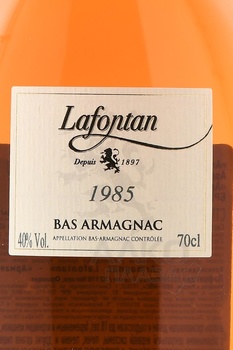 Lafontan
Depuis 1897
1985
BAS ARMAGNAC
40% Vol. APPELLATION BAS-ARMAGNAC CONTRÔLÉE 70cl